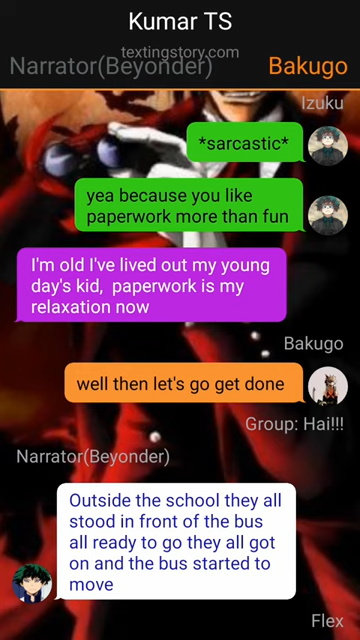 Kumar TS
textingstory.com
Narrator(Beyonder)
Bakugo
Izuku
*sarcastic*
yea because you like
paperwork more than fun
I'm old I've lived out my young
day's kid, paperwork is my
relaxation now
Bakugo
well then let's go get done
Group: Hai!!!
Narrator(Beyonder)
Outside the school they all
stood in front of the bus
all ready to go they all got
on and the bus started to
move
Flex